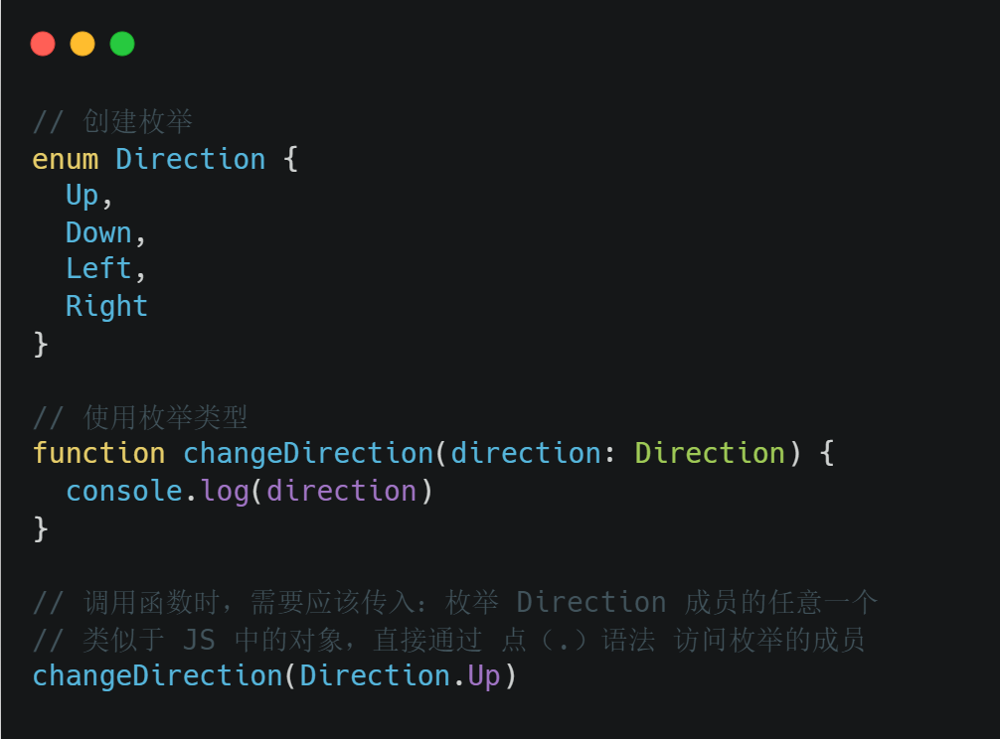 // 创建枚举
enum Direction {
  Up,
  Down,
  Left,
  Right
}
// 使用枚举类型
function changeDirection(direction: Direction) {
  console.log(direction)
}
// 调用函数时，需要应该传入：枚举 Direction 成员的任意一个
// 类似于 JS 中的对象，直接通过 点（.）语法 访问枚举的成员
changeDirection(Direction.Up)